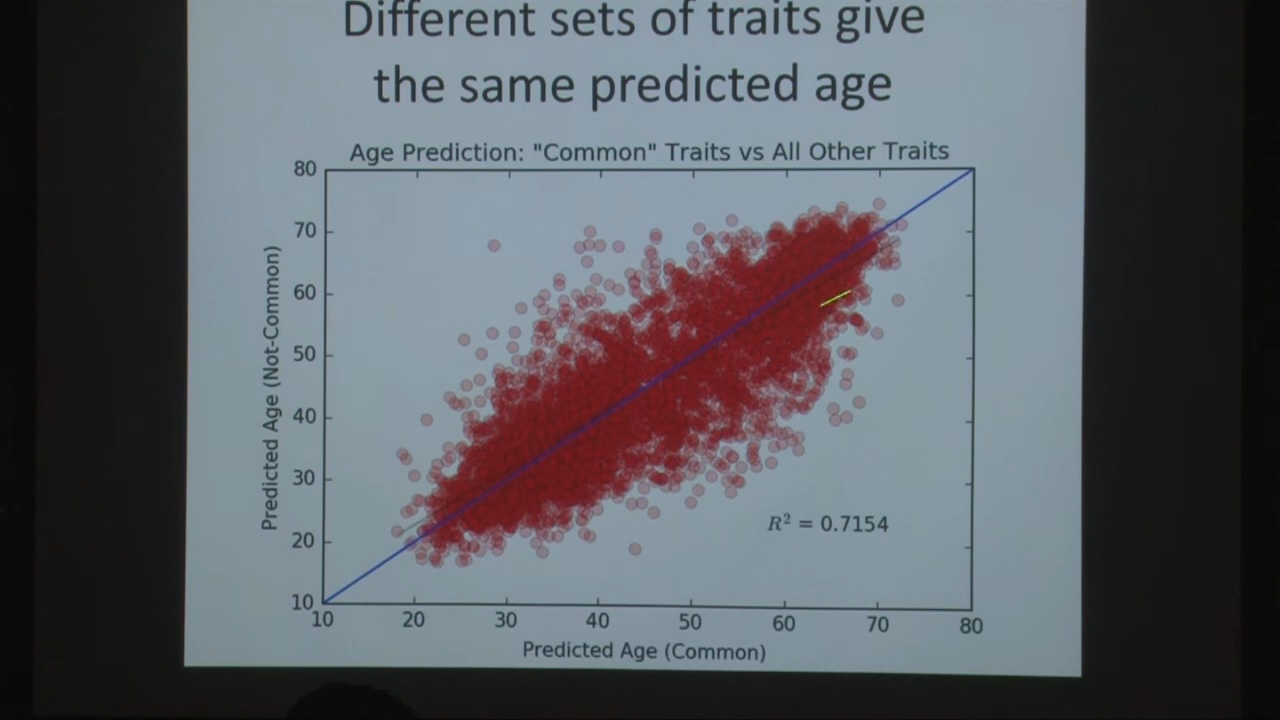 Different sets of traits give
the same predicted age
Age Prediction: "Common" Traits vs All Other Traits
80
70
60
50
40
30
20
10
Predicted Age (Not-Common)
R² = 0.7154
10 20 30 40 50 60 70 80
Predicted Age (Common)